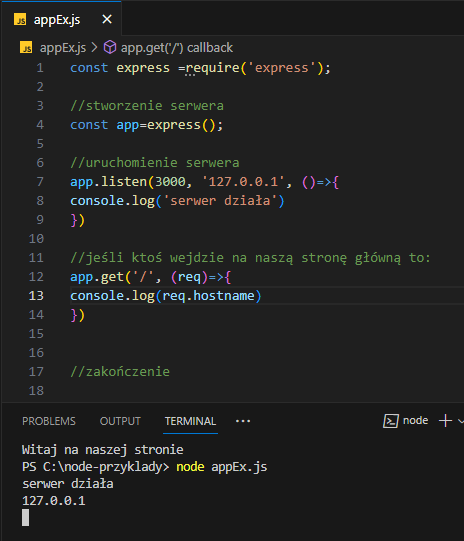 JS appEx.js ×
JS appEx.js > app.get('/') callback
1 const express =require('express');
2
3 //stworzenie serwera
4 const app=express();
5
6 //uruchomienie serwera
7 app.listen(3000, '127.0.0.1', ()=>{
8 console.log('serwer działa')
9 })
10
11 //jeśli ktoś wejdzie na naszą stronę główną to:
12 app.get('/', (req)=>{
13 console.log(req.hostname)
14 })
15
16
17 //zakończenie
18
PROBLEMS OUTPUT TERMINAL ··· node
Witaj na naszej stronie
PS C:\node-przyklady> node appEx.js
serwer działa
127.0.0.1